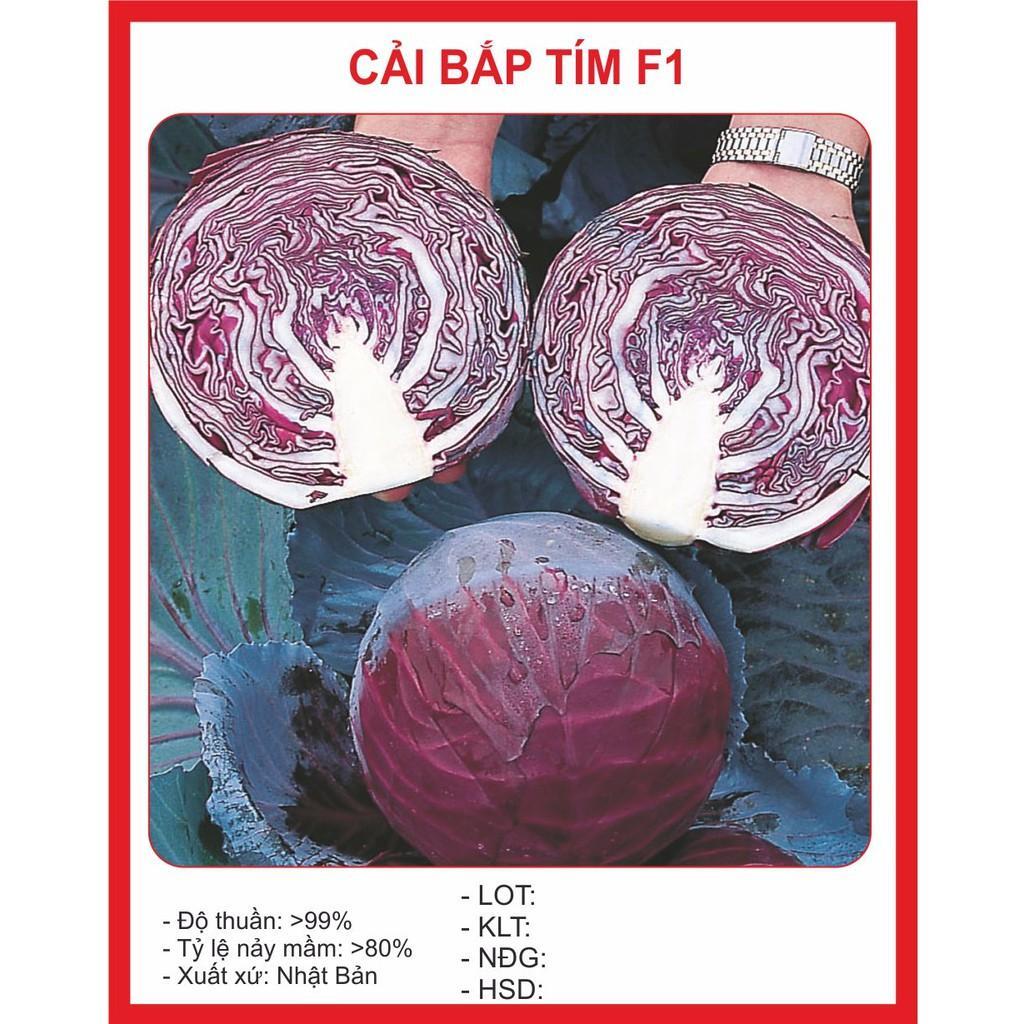 CẢI BẮP TÍM F1
- Độ thuần: >99%
- Tỷ lệ nảy mầm: >80%
- Xuất xứ: Nhật Bản
- LOT:
- KLT:
- NĐG:
- HSD: